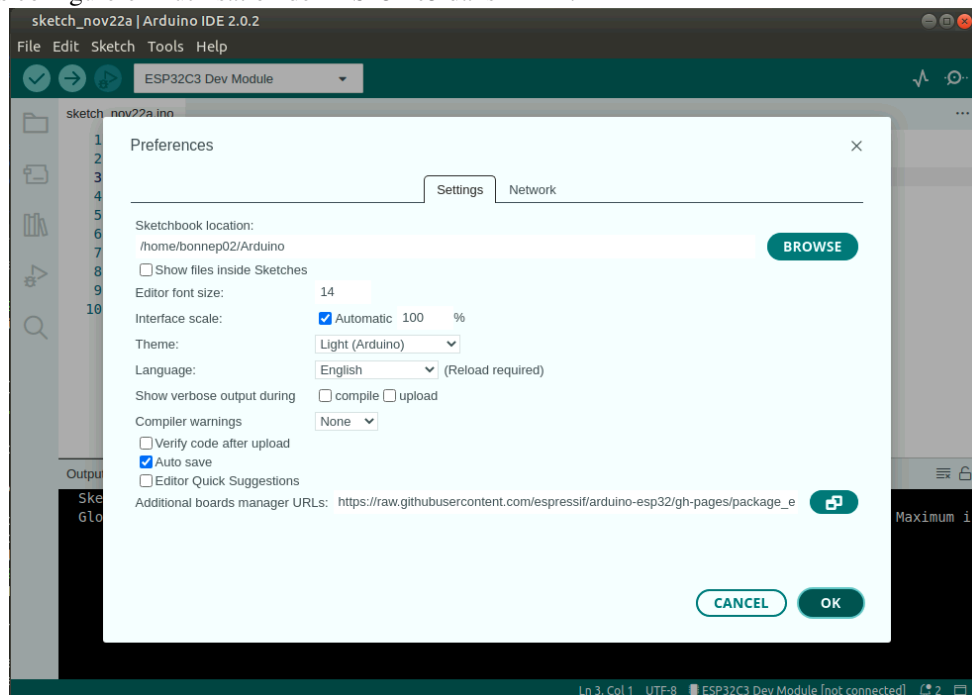 sketch_nov22a | Arduino IDE 2.0.2
File Edit Sketch Tools Help
ESP32C3 Dev Module
sketch_nov22a.ino
1
2
3
4
5
6
7
8
9
10
Preferences
Settings Network
Sketchbook location:
/home/bonnep02/Arduino
BROWSE
Show files inside Sketches
Editor font size: 14
Interface scale: Automatic 100 %
Theme: Light (Arduino)
Language: English (Reload required)
Show verbose output during compile upload
Compiler warnings None
Verify code after upload
Auto save
Editor Quick Suggestions
Additional boards manager URLs: https://raw.githubusercontent.com/espressif/arduino-esp32/gh-pages/package_e
Outpu
Ske
Glo Maximum i
CANCEL OK
Ln 3, Col 1 UTF-8 ESP32C3 Dev Module [not connected] 2